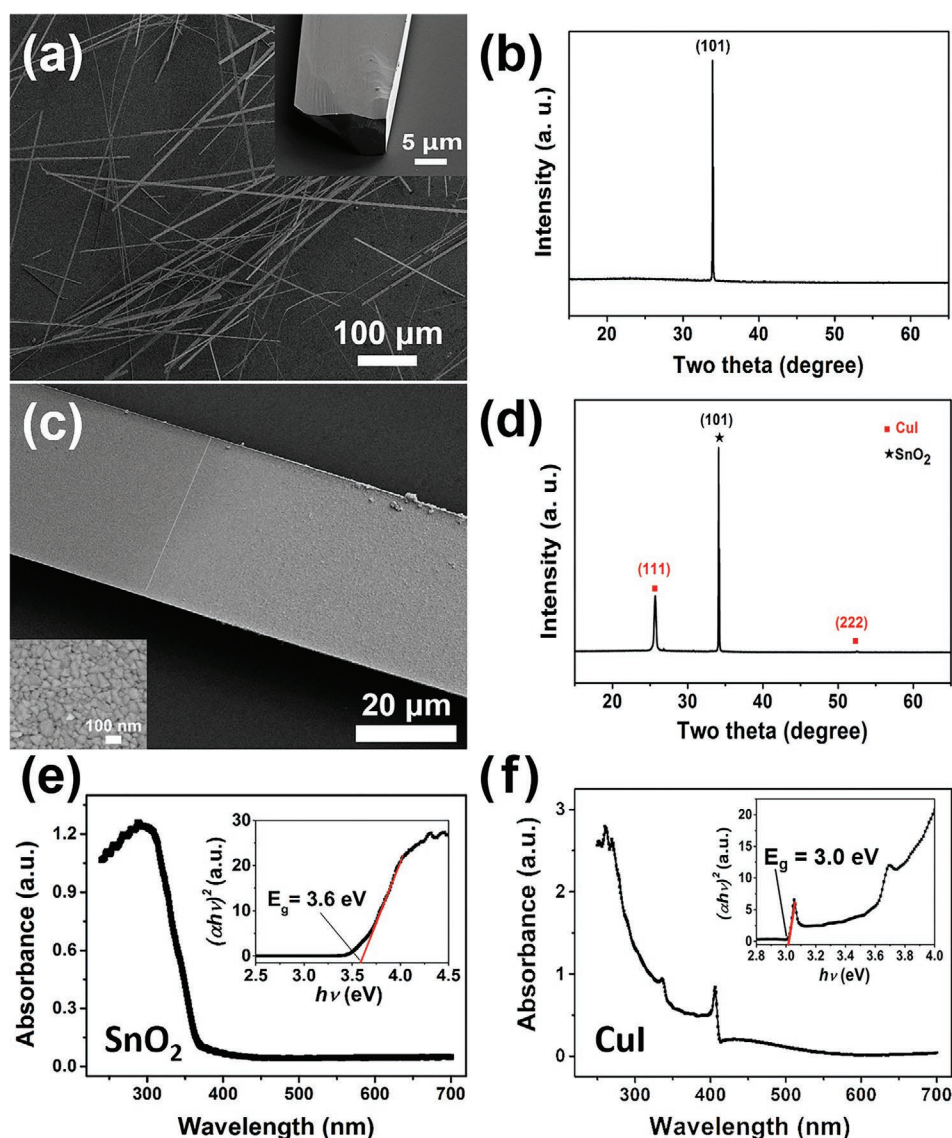 (a)
5 μm
100 μm
(b)
(101)
Intensity (a. u.)
20 30 40 50 60
Two theta (degree)
(c)
100 nm
20 μm
(d)
(101)
CuI
SnO2
(111)
(222)
Intensity (a. u.)
20 30 40 50 60
Two theta (degree)
(e)
Absorbance (a.u.)
1.2
0.9
0.6
0.3
0.0
SnO2
300 400 500 600 700
Wavelength (nm)
(αhν)2 (a.u.)
30
20
10
0
Eg = 3.6 eV
2.5 3.0 3.5 4.0 4.5
hν (eV)
(f)
Absorbance (a.u.)
3
2
1
0
CuI
300 400 500 600 700
Wavelength (nm)
(αhν)2 (a.u.)
20
15
10
5
0
Eg = 3.0 eV
2.8 3.0 3.2 3.4 3.6 3.8 4.0
hν (eV)